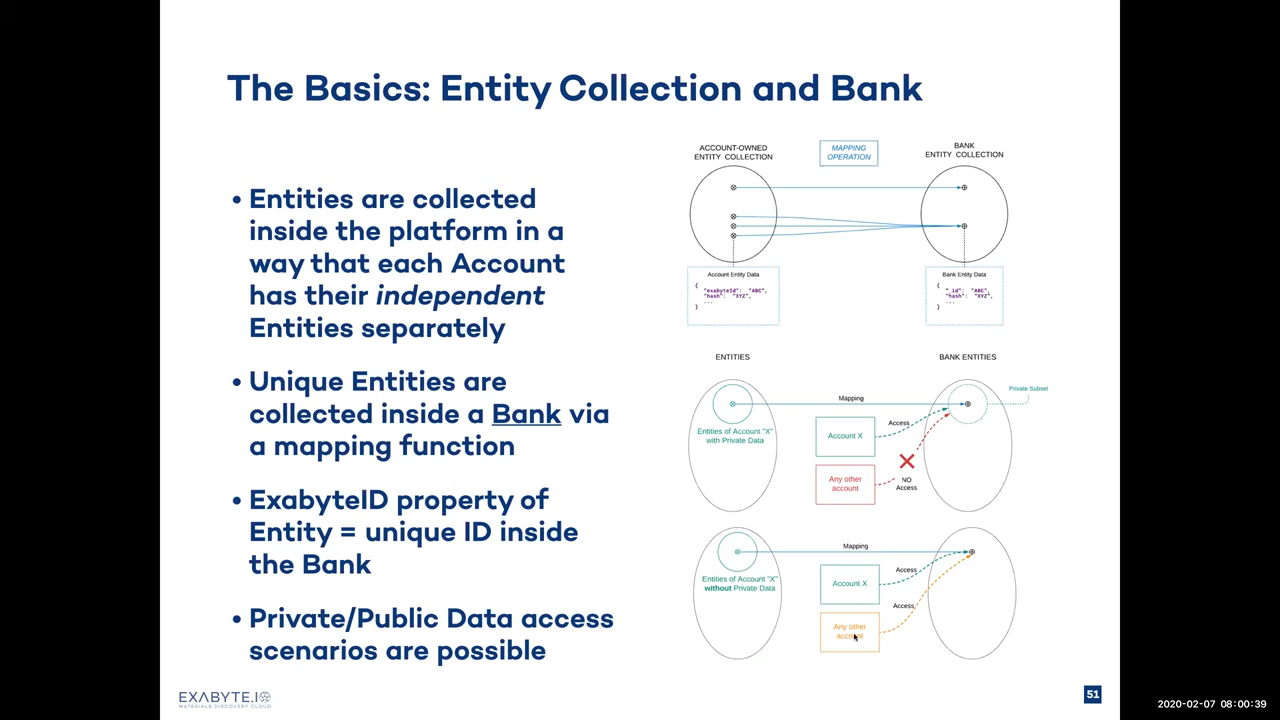 The Basics: Entity Collection and Bank
• Entities are collected
inside the platform in a
way that each Account
has their independent
Entities separately
• Unique Entities are
collected inside a Bank via
a mapping function
• ExabyteID property of
Entity = unique ID inside
the Bank
• Private/Public Data access
scenarios are possible
ACCOUNT-OWNED
ENTITY COLLECTION
MAPPING
OPERATION
BANK
ENTITY COLLECTION
Account Entity Data
{
"exabyteId": "ABC",
"hash": "XYZ",
...
}
Bank Entity Data
{
"_id": "ABC",
"hash": "XYZ",
...
}
ENTITIES
BANK ENTITIES
Private Subset
Mapping
Entities of Account "X"
with Private Data
Account X
Access
Any other
account
NO
Access
Mapping
Entities of Account "X"
without Private Data
Account X
Access
Access
Any other
account
EXABYTE.IO
MATERIALS DISCOVERY CLOUD
51
2020-02-07 08:00:39